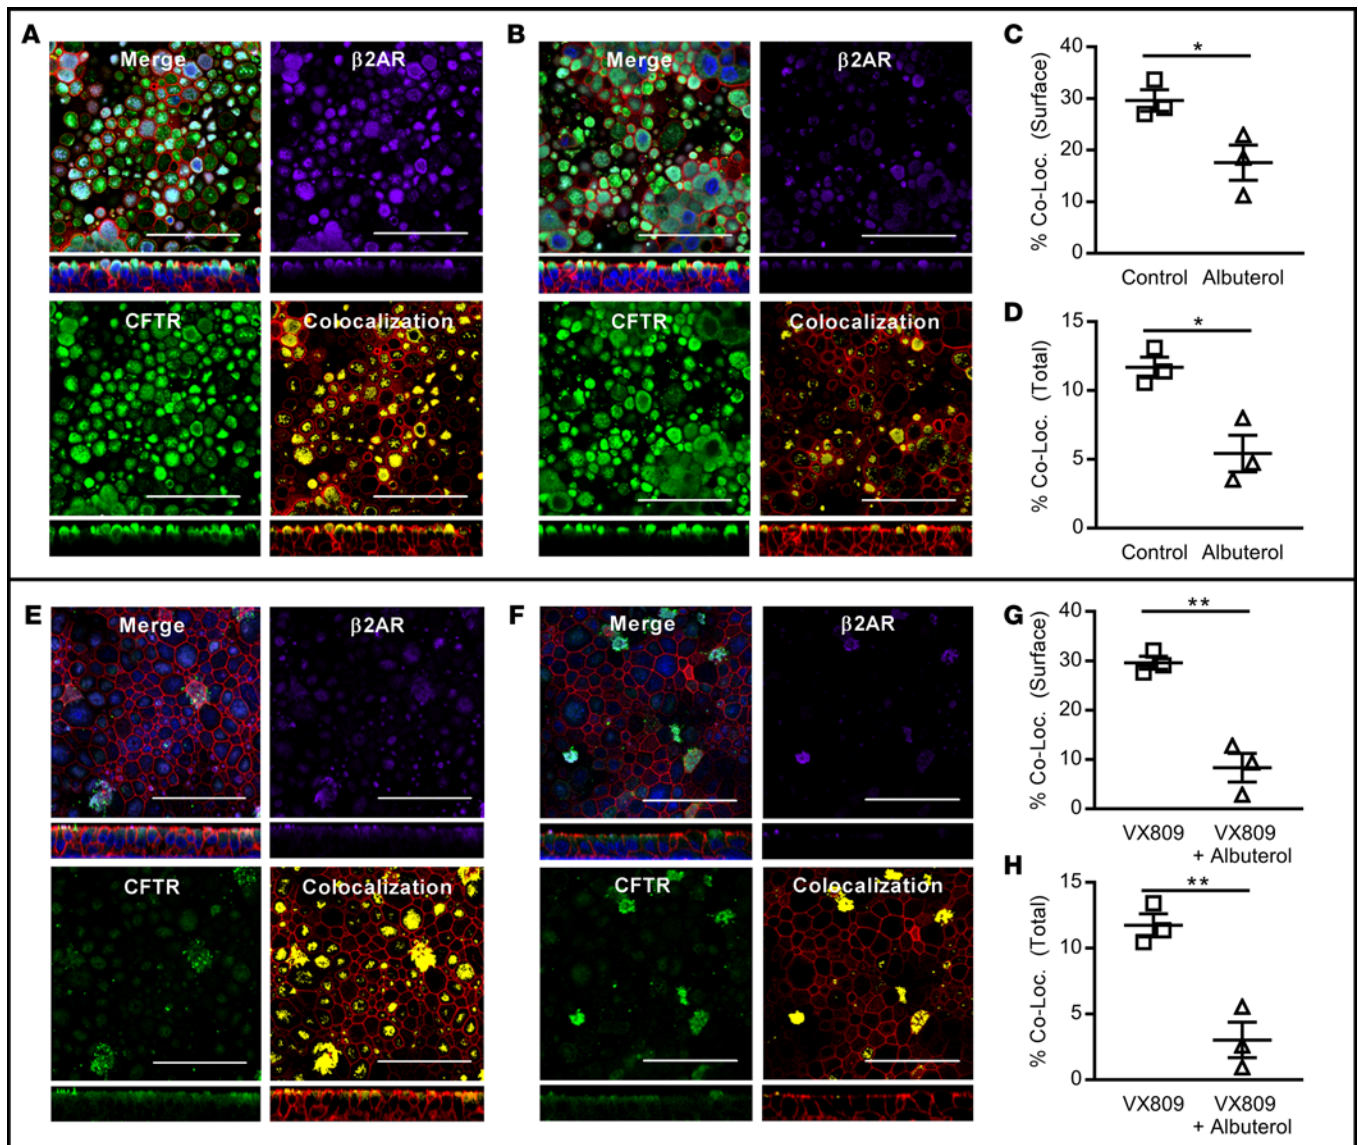 A
Merge
β2AR
CFTR
Colocalization
B
Merge
β2AR
CFTR
Colocalization
C
% Co-Loc. (Surface)
40
30
20
10
0
*
Control Albuterol
D
% Co-Loc. (Total)
15
10
5
0
*
Control Albuterol
E
Merge
β2AR
CFTR
Colocalization
F
Merge
β2AR
CFTR
Colocalization
G
% Co-Loc. (Surface)
40
30
20
10
0
**
VX809 VX809
+ Albuterol
H
% Co-Loc. (Total)
15
10
5
0
**
VX809 VX809
+ Albuterol